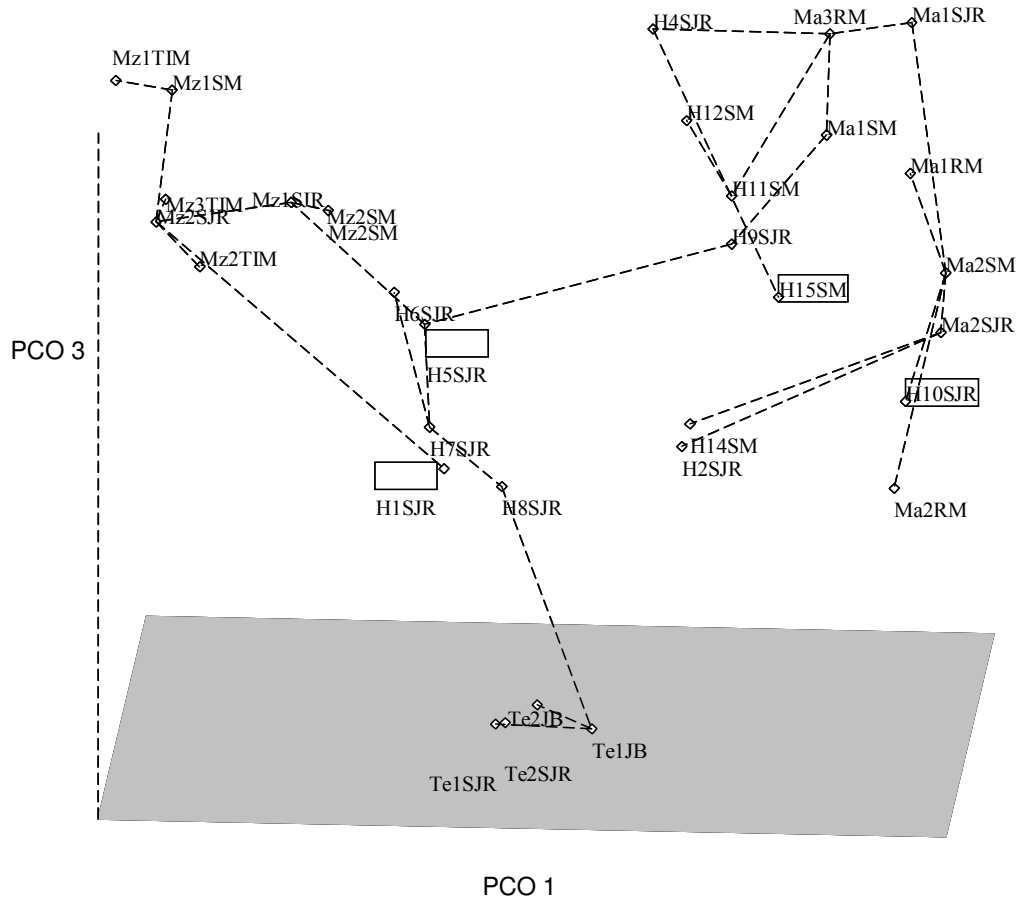 H4SJR
Ma3RM
Ma1SJR
Mz1TIM
Mz1SM
H12SM
Ma1SM
Ma1RM
Mz3TIM
Mz1SJR
H11SM
Mz2SJR
Mz2SM
Mz2SM
H9SJR
Mz2TIM
Ma2SM
H15SM
H6SJR
Ma2SJR
PCO 3
H5SJR
H10SJR
H7SJR
H14SM
H2SJR
H1SJR
H8SJR
Ma2RM
Te2JB
Te1JB
Te2SJR
Te1SJR
PCO 1